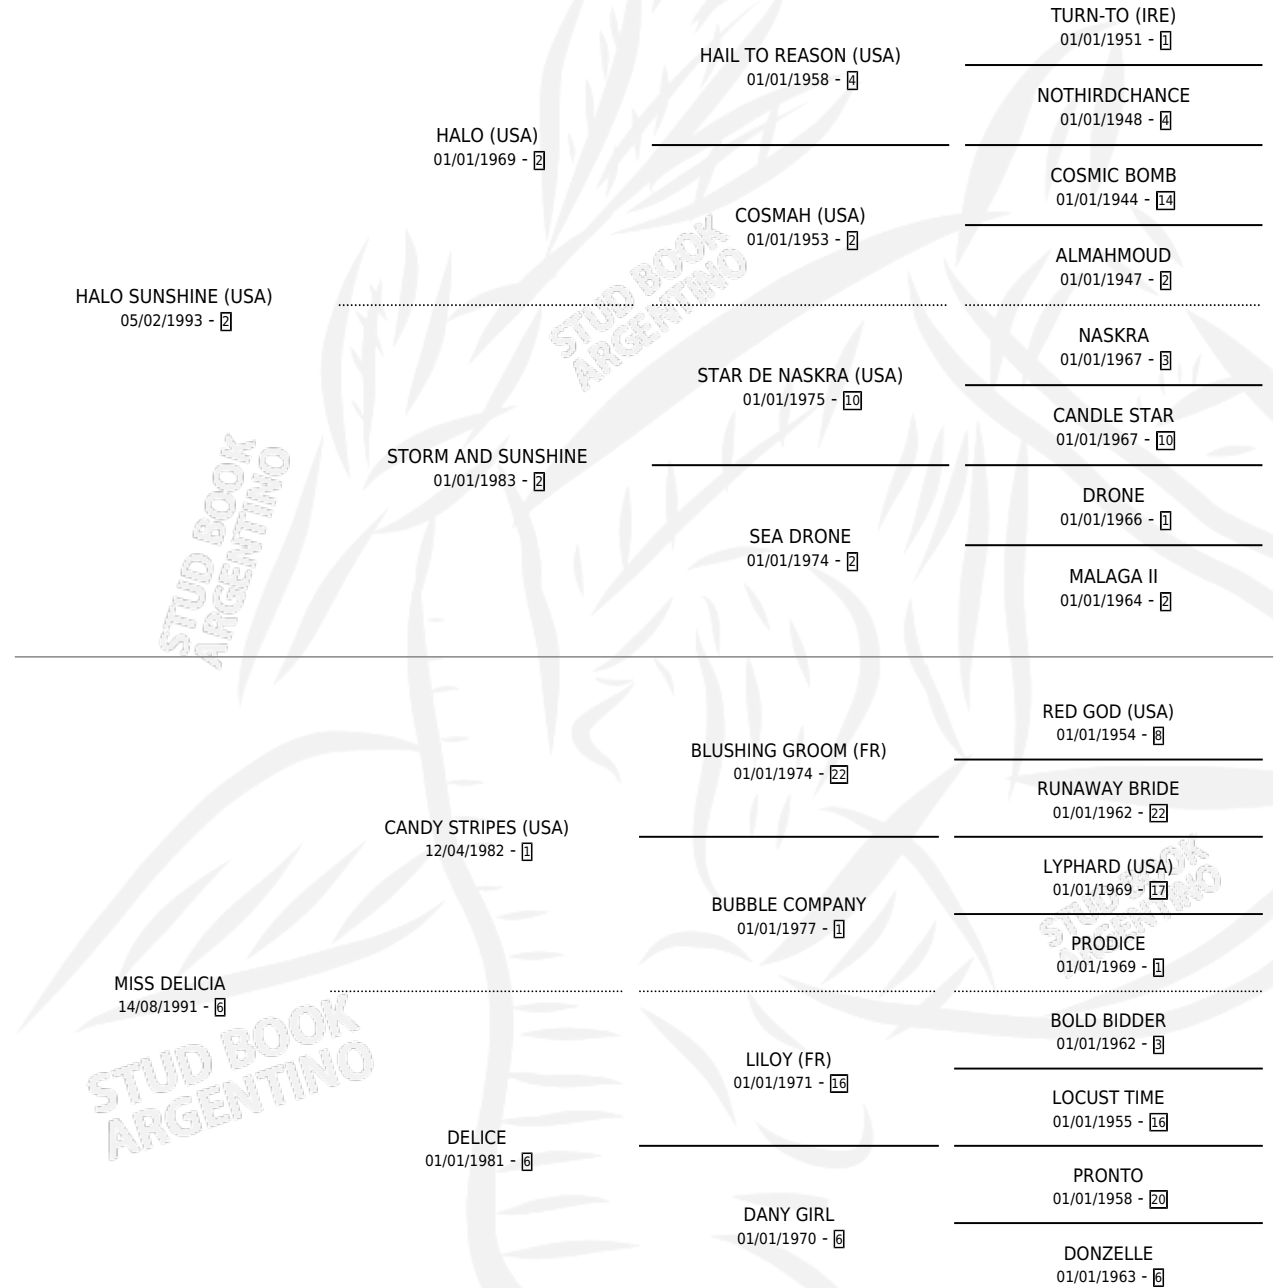 TURN-TO (IRE)
01/01/1951 - 1
HAIL TO REASON (USA)
01/01/1958 - 4
NOTHIRDCHANCE
01/01/1948 - 4
HALO (USA)
01/01/1969 - 2
COSMIC BOMB
01/01/1944 - 14
COSMAH (USA)
01/01/1953 - 2
ALMAHMOUD
01/01/1947 - 2
HALO SUNSHINE (USA)
05/02/1993 - 2
NASKRA
01/01/1967 - 3
STAR DE NASKRA (USA)
01/01/1975 - 10
CANDLE STAR
01/01/1967 - 10
STORM AND SUNSHINE
01/01/1983 - 2
DRONE
01/01/1966 - 1
SEA DRONE
01/01/1974 - 2
MALAGA II
01/01/1964 - 2
RED GOD (USA)
01/01/1954 - 8
BLUSHING GROOM (FR)
01/01/1974 - 22
RUNAWAY BRIDE
01/01/1962 - 22
CANDY STRIPES (USA)
12/04/1982 - 1
LYPHARD (USA)
01/01/1969 - 17
BUBBLE COMPANY
01/01/1977 - 1
PRODICE
01/01/1969 - 1
MISS DELICIA
14/08/1991 - 6
BOLD BIDDER
01/01/1962 - 3
LILOY (FR)
01/01/1971 - 16
LOCUST TIME
01/01/1955 - 16
DELICE
01/01/1981 - 6
PRONTO
01/01/1958 - 20
DANY GIRL
01/01/1970 - 6
DONZELLE
01/01/1963 - 6
STUD BOOK
ARGENTINO
STUD BOOK
ARGENTINO
STUD BOOK
ARGENTINO
STUD BOOK
ARGENTINO